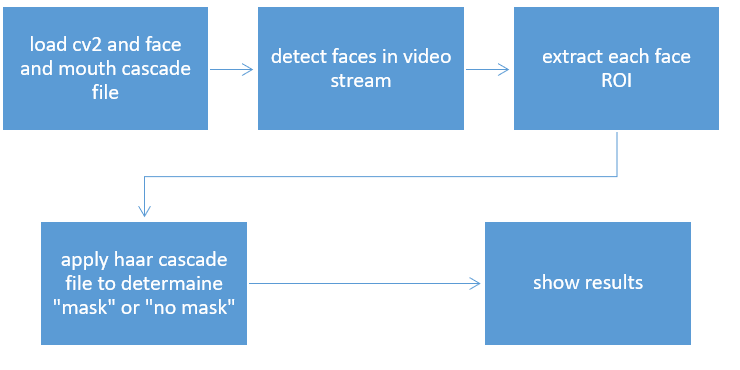 load cv2 and face
and mouth cascade
file
detect faces in video
stream
extract each face
ROI
apply haar cascade
file to determaine
"mask" or "no mask"
show results